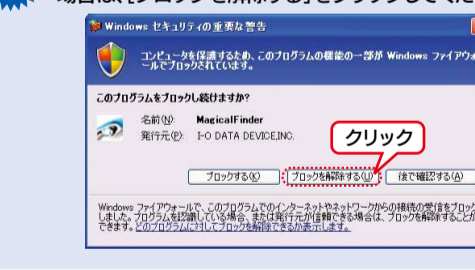 場合は、[ブロックを解除する]をクリックしてくだ
Windows セキュリティの重要な警告
コンピュータを保護するため、このプログラムの機能の一部が Windows ファイアウォ
ールでブロックされています。
このプログラムをブロックし続けますか?
名前(N): MagicalFinder
発行元(P): I-O DATA DEVICE,INC.
クリック
ブロックする(K) ブロックを解除する(U) 後で確認する(A)
Windows ファイアウォールで、このプログラムでのインターネットやネットワークからの接続の受信をブロック
しました。プログラムを認識している場合、または発行元が信頼できる場合は、ブロックを解除することが
できます。どのプログラムに対してブロックを解除できるか表示します。